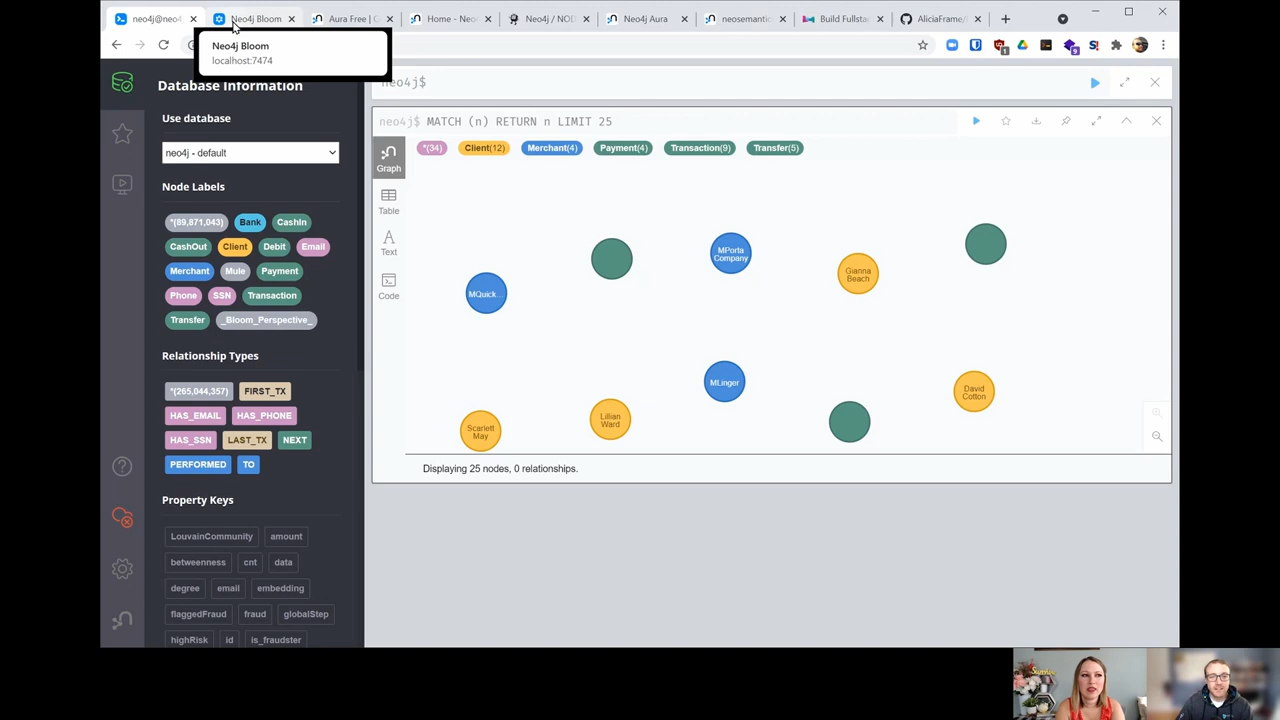 neo4j@neo4
Neo4j Bloom
Aura Free | C
Home - Neo
Neo4j / NOD
Neo4j Aura
neosemantic
Build Fullsta
AliciaFrame/
Neo4j Bloom
localhost:7474
Database Information
Use database
neo4j - default
Node Labels
*(89,871,043) Bank CashIn
CashOut Client Debit Email
Merchant Mule Payment
Phone SSN Transaction
Transfer _Bloom_Perspective_
Relationship Types
*(265,044,357) FIRST_TX
HAS_EMAIL HAS_PHONE
HAS_SSN LAST_TX NEXT
PERFORMED TO
Property Keys
LouvainCommunity amount
betweenness cnt data
degree email embedding
flaggedFraud fraud globalStep
highRisk id is_fraudster
neo4j$
neo4j$ MATCH (n) RETURN n LIMIT 25
*(34) Client(12) Merchant(4) Payment(4) Transaction(9) Transfer(5)
Graph
Table
Text
Code
MPorta
Company
Gianna
Beach
MQuick...
MLinger
David
Cotton
Lillian
Ward
Scarlett
May
Displaying 25 nodes, 0 relationships.